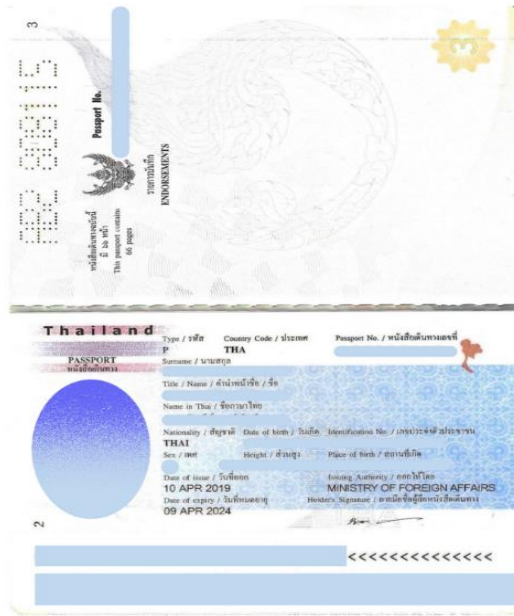 3
Passport No.
หนังสือเดินทางฉบับนี้
มี ๖๖ หน้า
This passport contains
66 pages
รายการบันทึก
ENDORSEMENTS
3
Thailand
PASSPORT
หนังสือเดินทาง
Type / รหัส Country Code / ประเทศ Passport No. / หนังสือเดินทางเลขที่
P THA
Surname / นามสกุล
Title / Name / คำนำหน้าชื่อ / ชื่อ
Name in Thai / ชื่อภาษาไทย
Nationality / สัญชาติ Date of birth / วันเกิด Identification No. / เลขประจำตัวประชาชน
THAI
Sex / เพศ Height / ส่วนสูง Place of birth / สถานที่เกิด
Date of issue / วันที่ออก Issuing Authority / ออกให้โดย
10 APR 2019 MINISTRY OF FOREIGN AFFAIRS
Date of expiry / วันที่หมดอายุ Holder's Signature / ลายมือชื่อผู้ถือหนังสือเดินทาง
09 APR 2024
2
<<<<<<<<<<<<<<